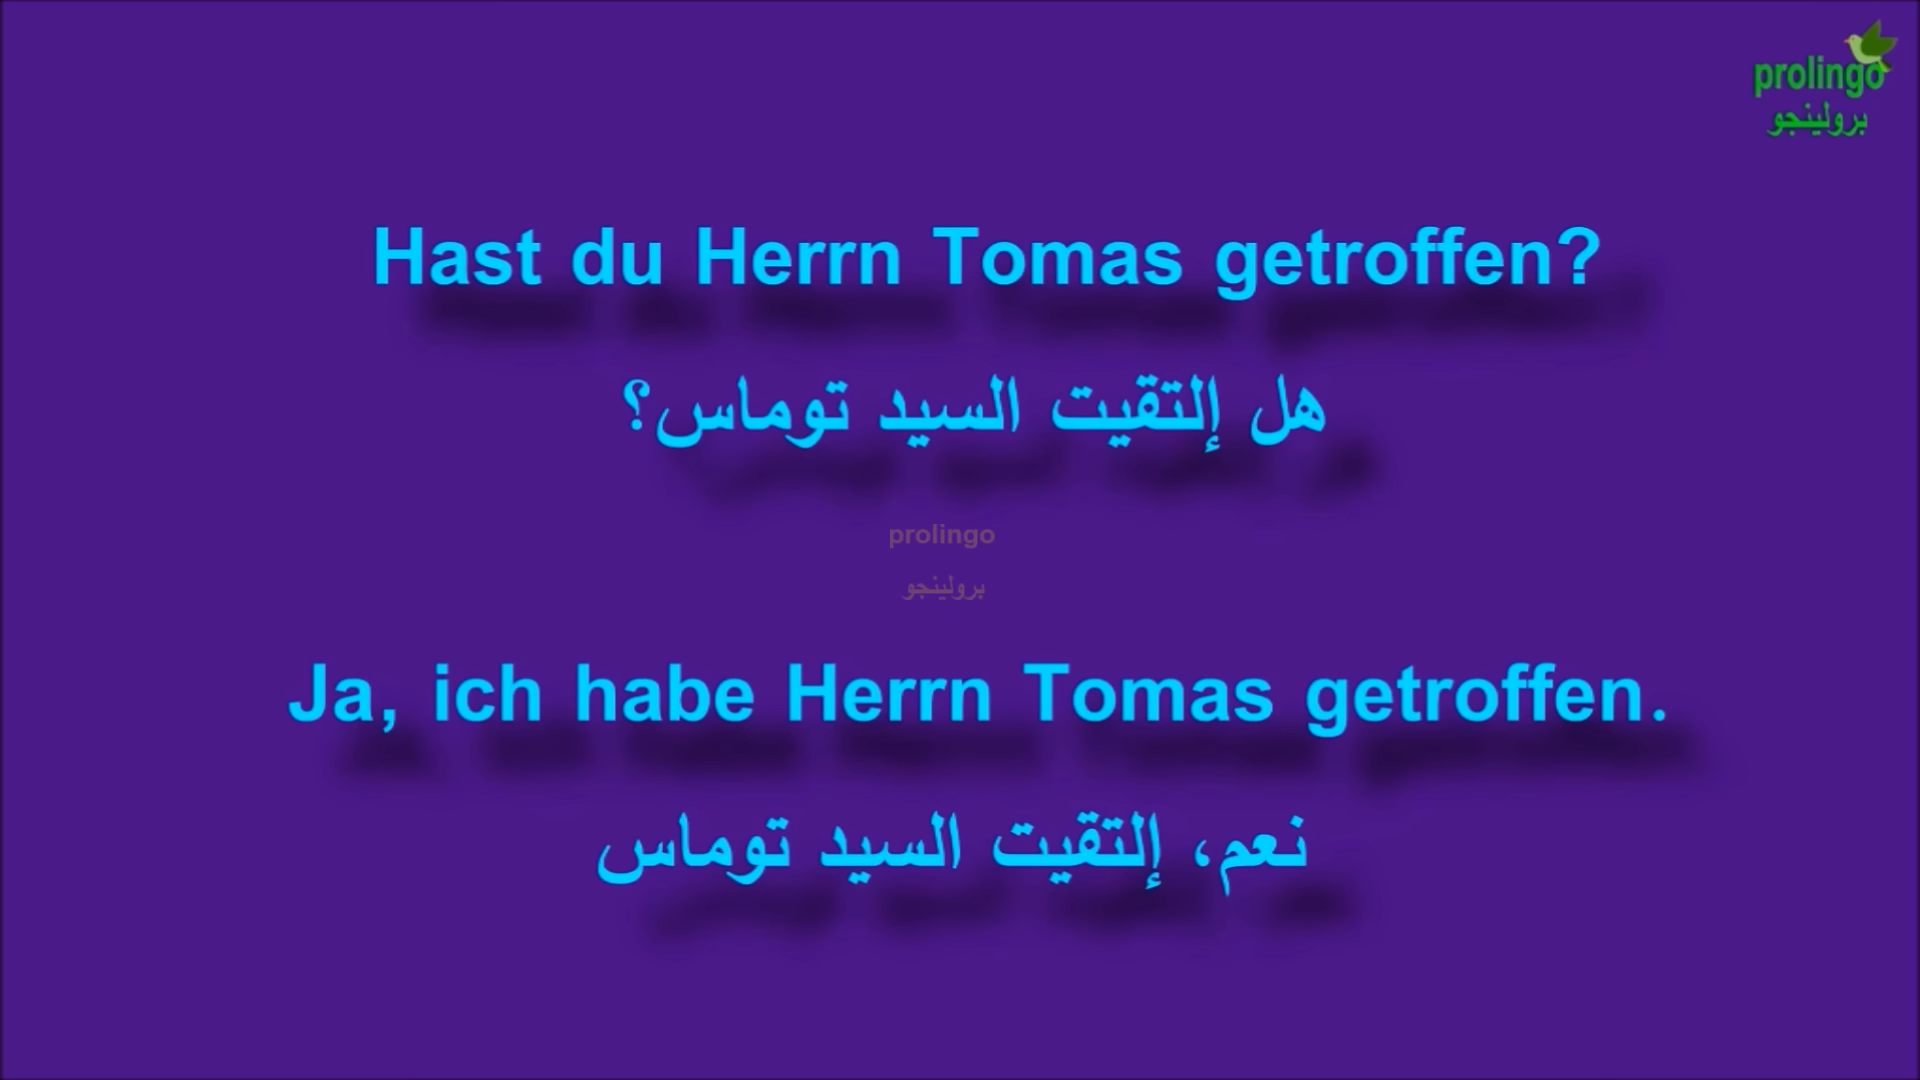 prolingo
برولينجو
Hast du Herrn Tomas getroffen?
هل إلتقيت السيد توماس؟
prolingo
برولينجو
Ja, ich habe Herrn Tomas getroffen.
نعم، إلتقيت السيد توماس